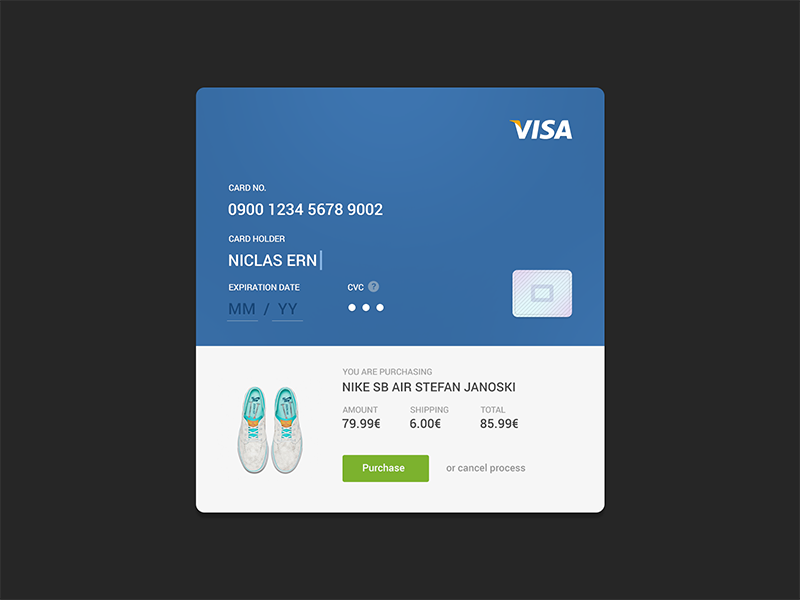 VISA
CARD NO.
0900 1234 5678 9002
CARD HOLDER
NICLAS ERN
EXPIRATION DATE CVC ?
MM / YY
YOU ARE PURCHASING
NIKE SB AIR STEFAN JANOSKI
AMOUNT SHIPPING TOTAL
79.99€ 6.00€ 85.99€
Purchase or cancel process